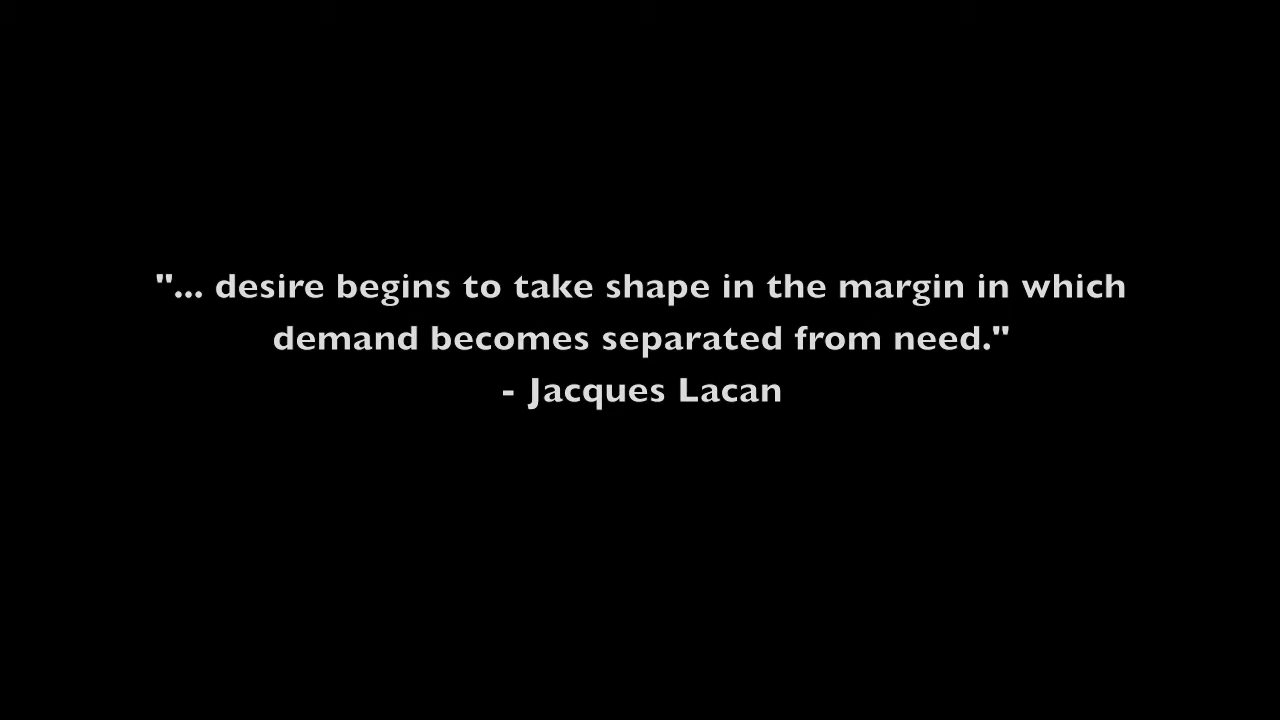 "... desire begins to take shape in the margin in which
demand becomes separated from need."
- Jacques Lacan